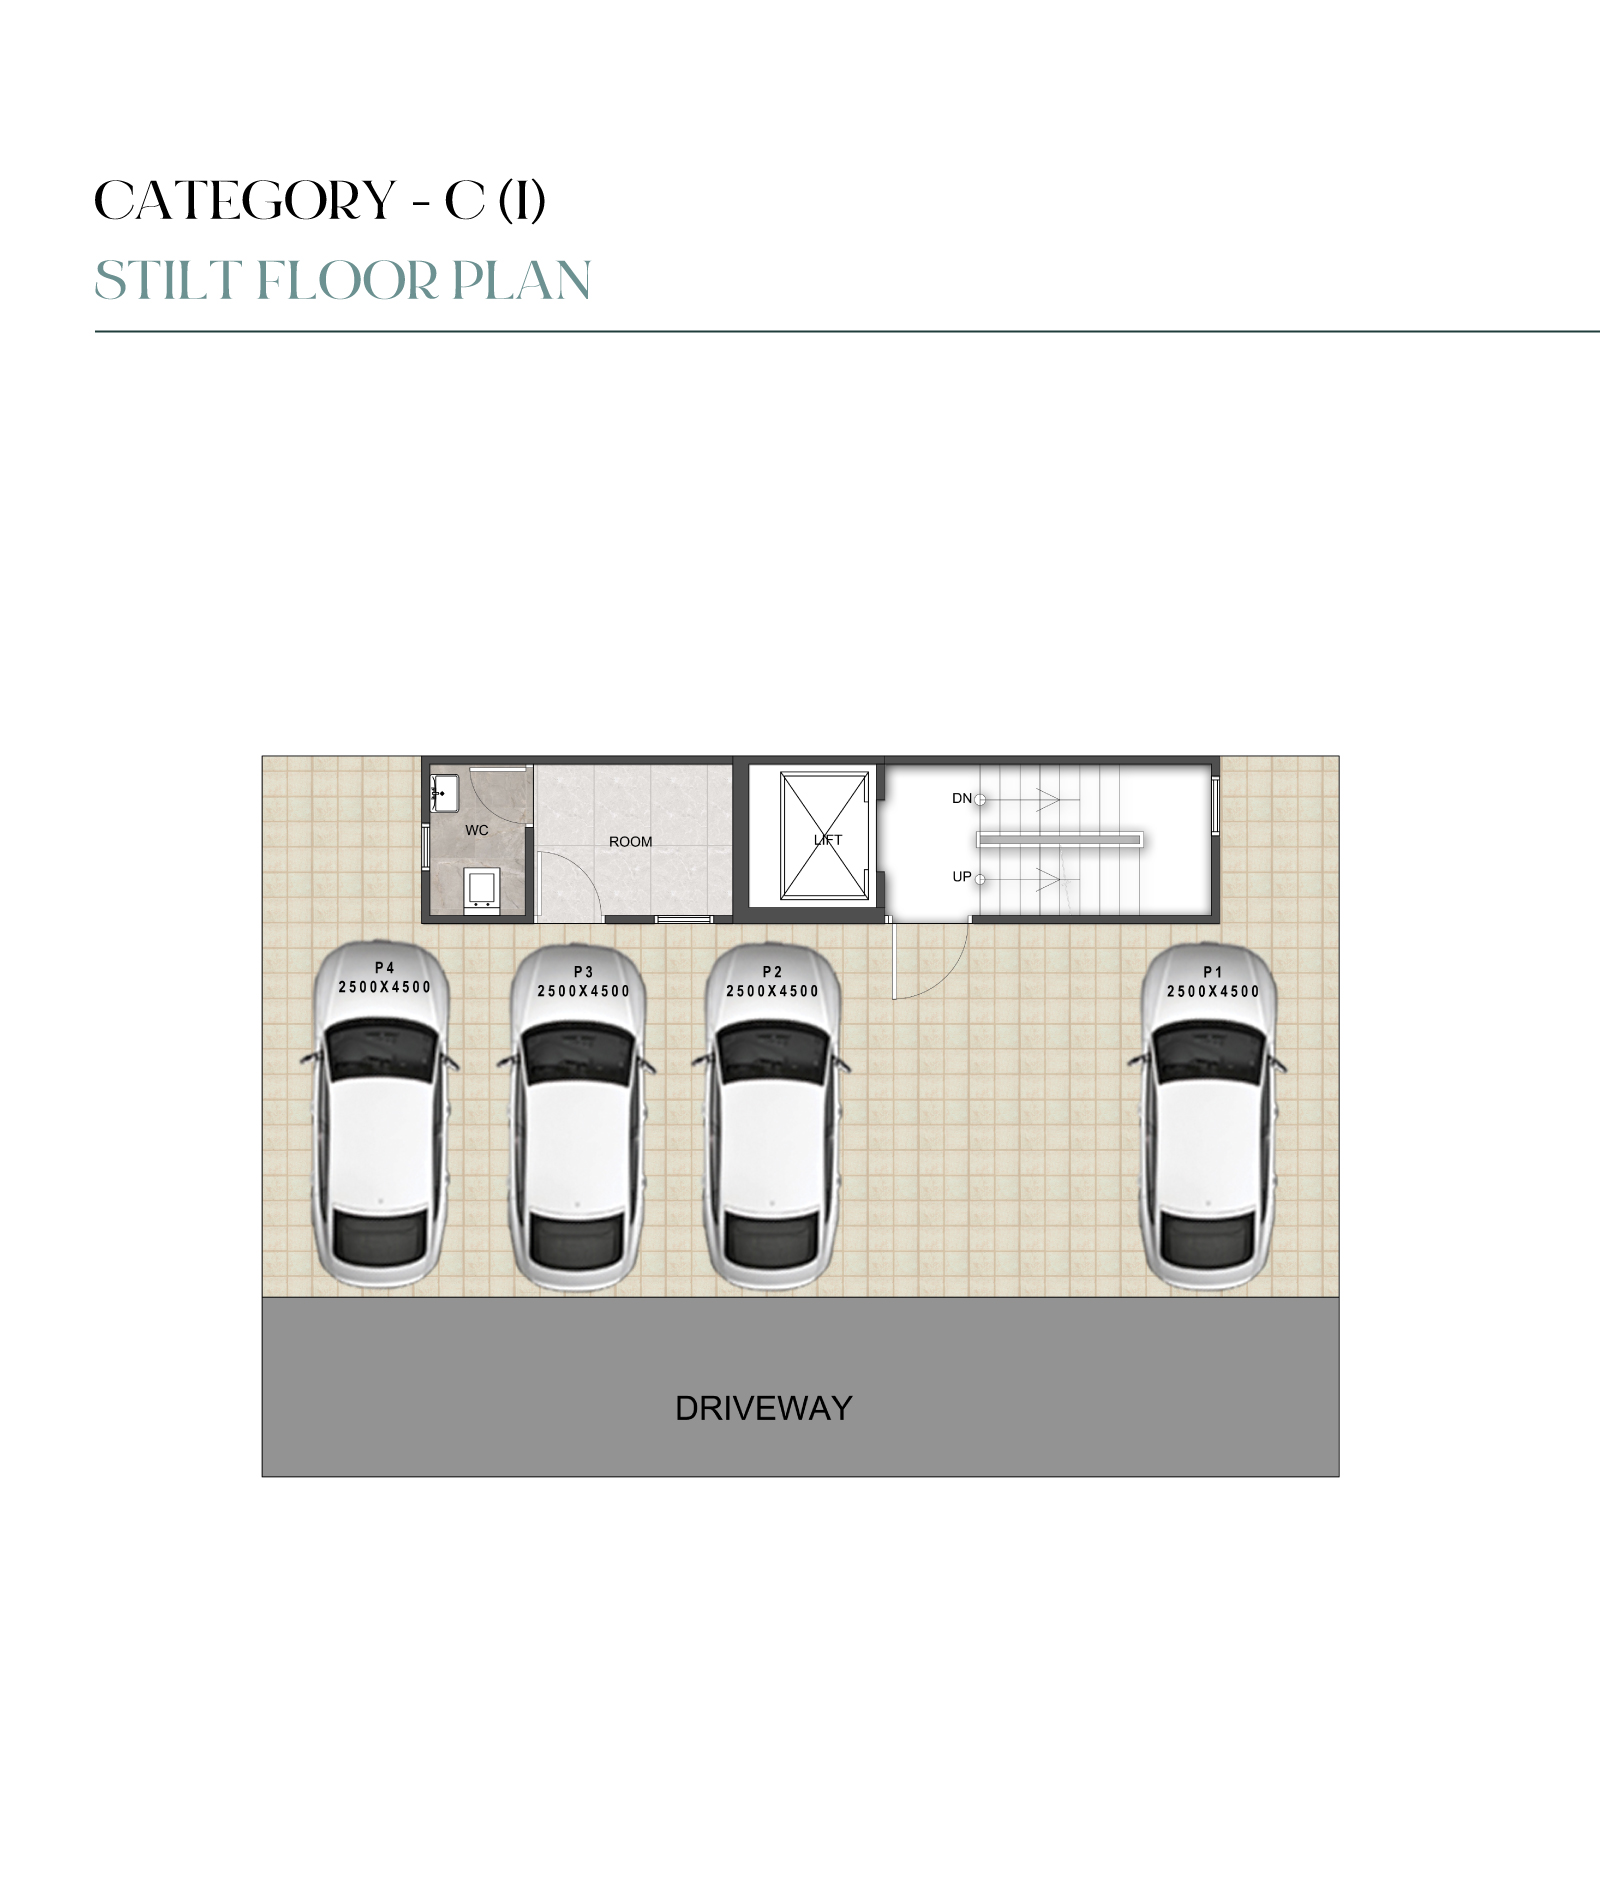 CATEGORY - C (I)
STILT FLOOR PLAN
DN
WC
ROOM
LIFT
UP
P4
2500X4500
P3
2500X4500
P2
2500X4500
P1
2500X4500
DRIVEWAY